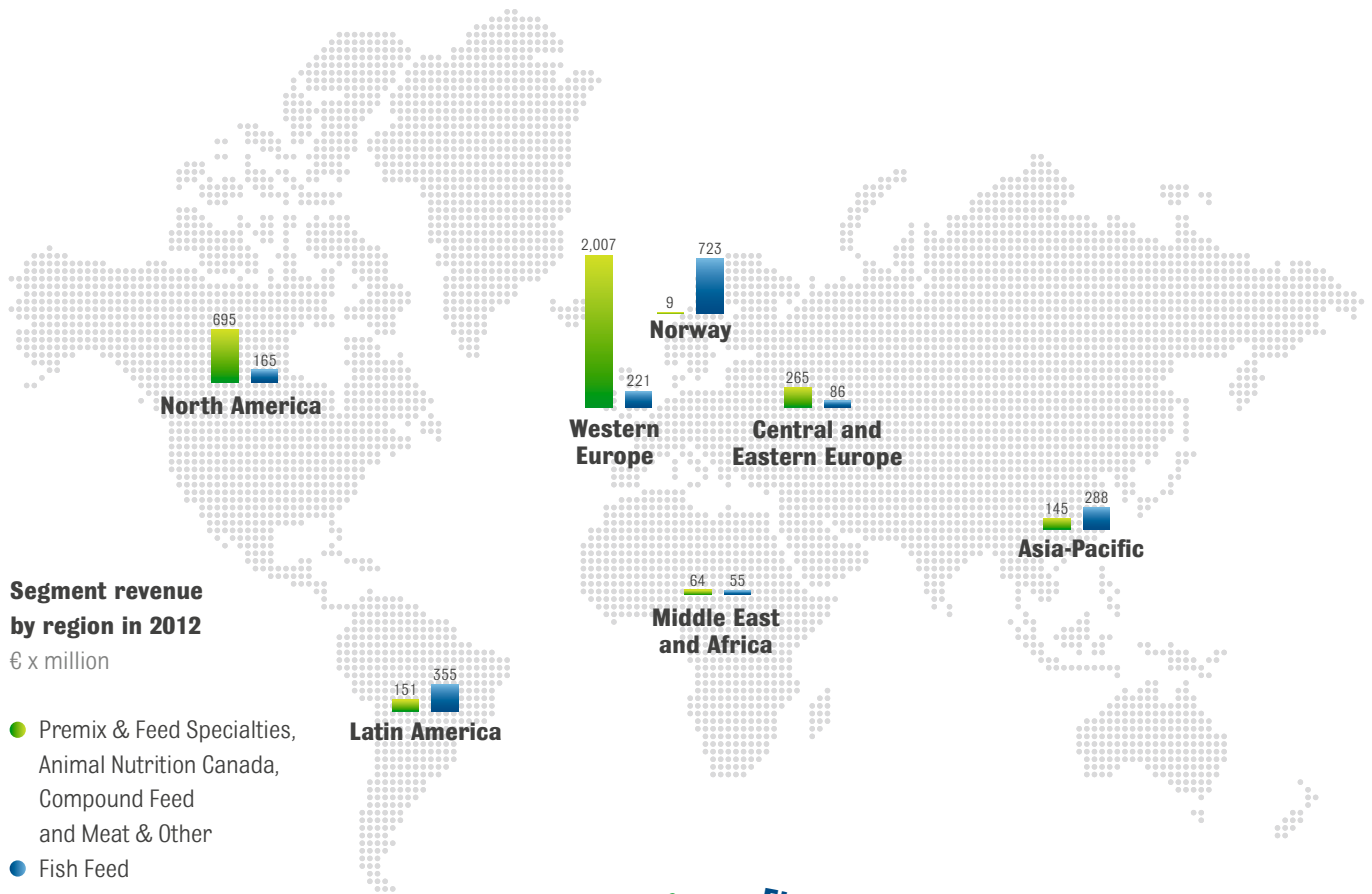 2,007
723
9
Norway
695
165
North America
221
Western
Europe
265
86
Central and
Eastern Europe
145
288
Asia-Pacific
64
55
Middle East
and Africa
151
355
Latin America
Segment revenue
by region in 2012
€ x million
Premix & Feed Specialties,
Animal Nutrition Canada,
Compound Feed
and Meat & Other
Fish Feed